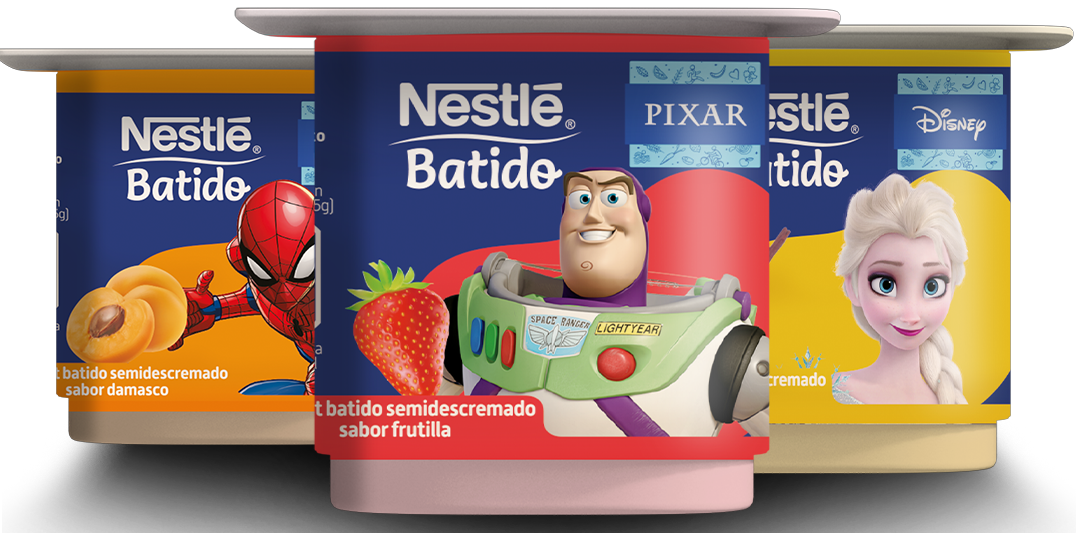 Nestlé®
Batido
t batido semidescremado
sabor damasco
Nestlé®
Batido
PIXAR
SPACE RANGER
LIGHTYEAR
t batido semidescremado
sabor frutilla
estlé®
tido
Disney
cremado